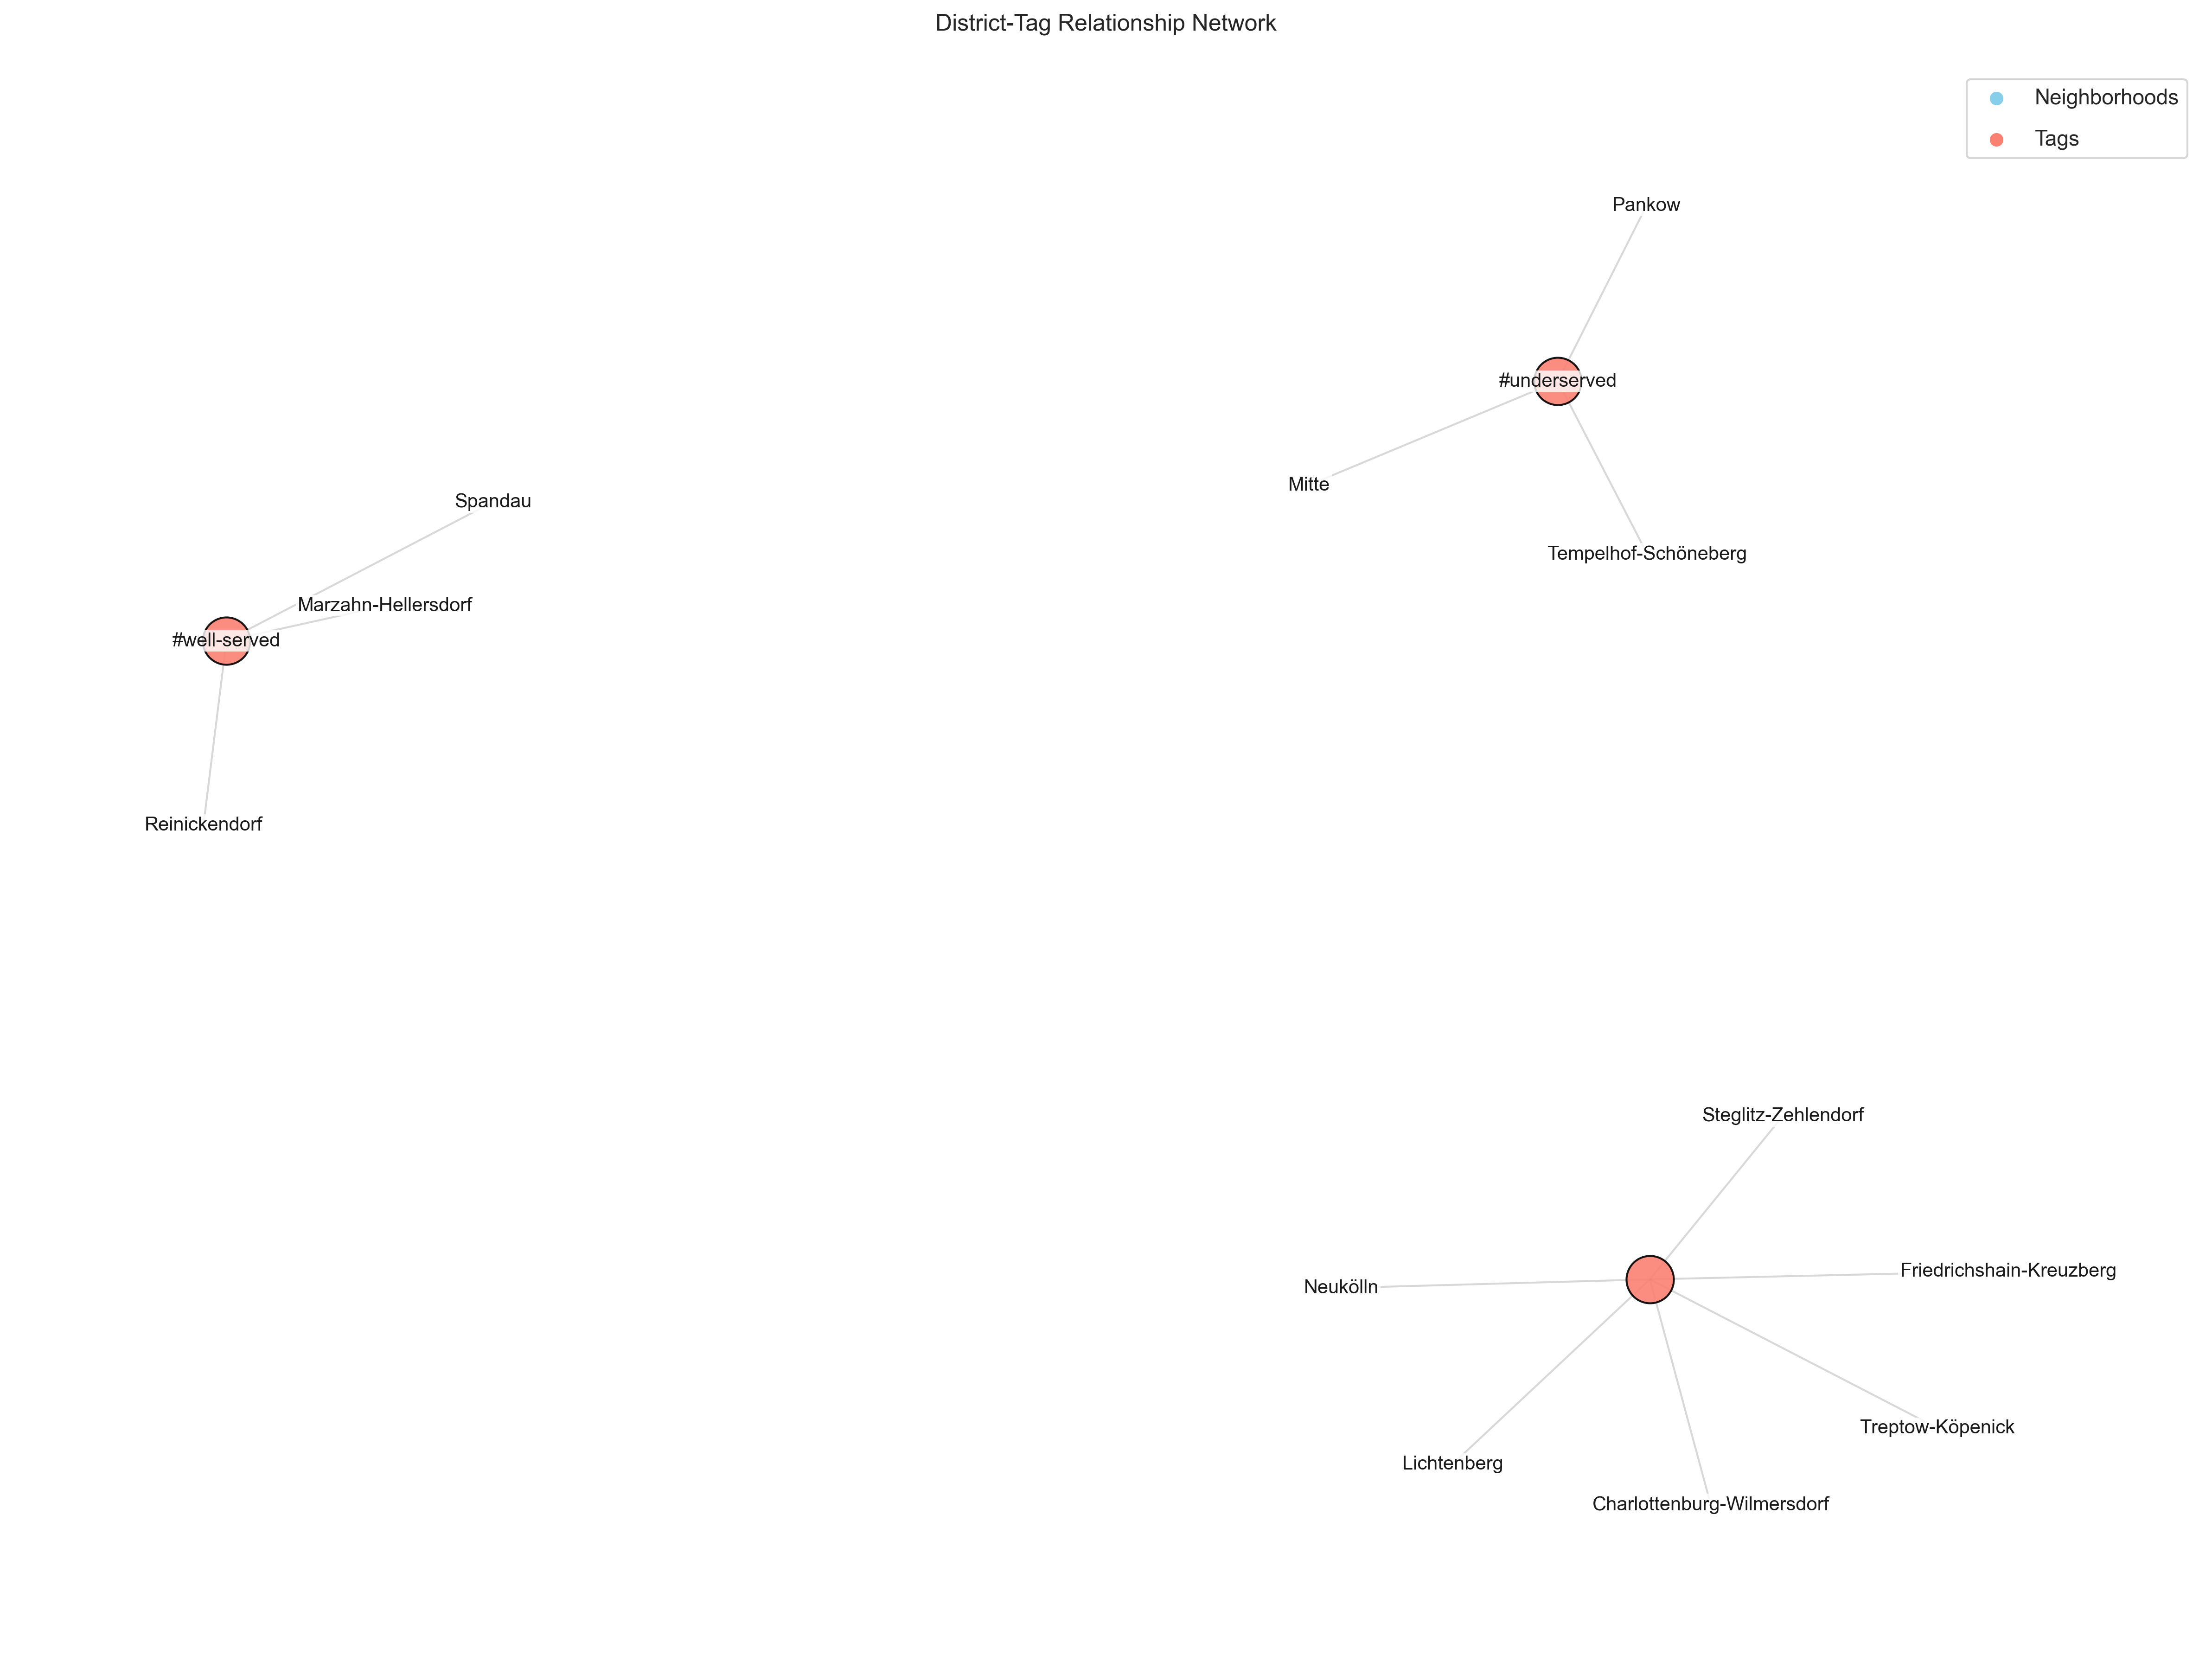 District-Tag Relationship Network
Neighborhoods
Tags
Pankow
#underserved
Mitte
Tempelhof-Schöneberg
Spandau
Marzahn-Hellersdorf
#well-served
Reinickendorf
Steglitz-Zehlendorf
Friedrichshain-Kreuzberg
Neukölln
Treptow-Köpenick
Lichtenberg
Charlottenburg-Wilmersdorf